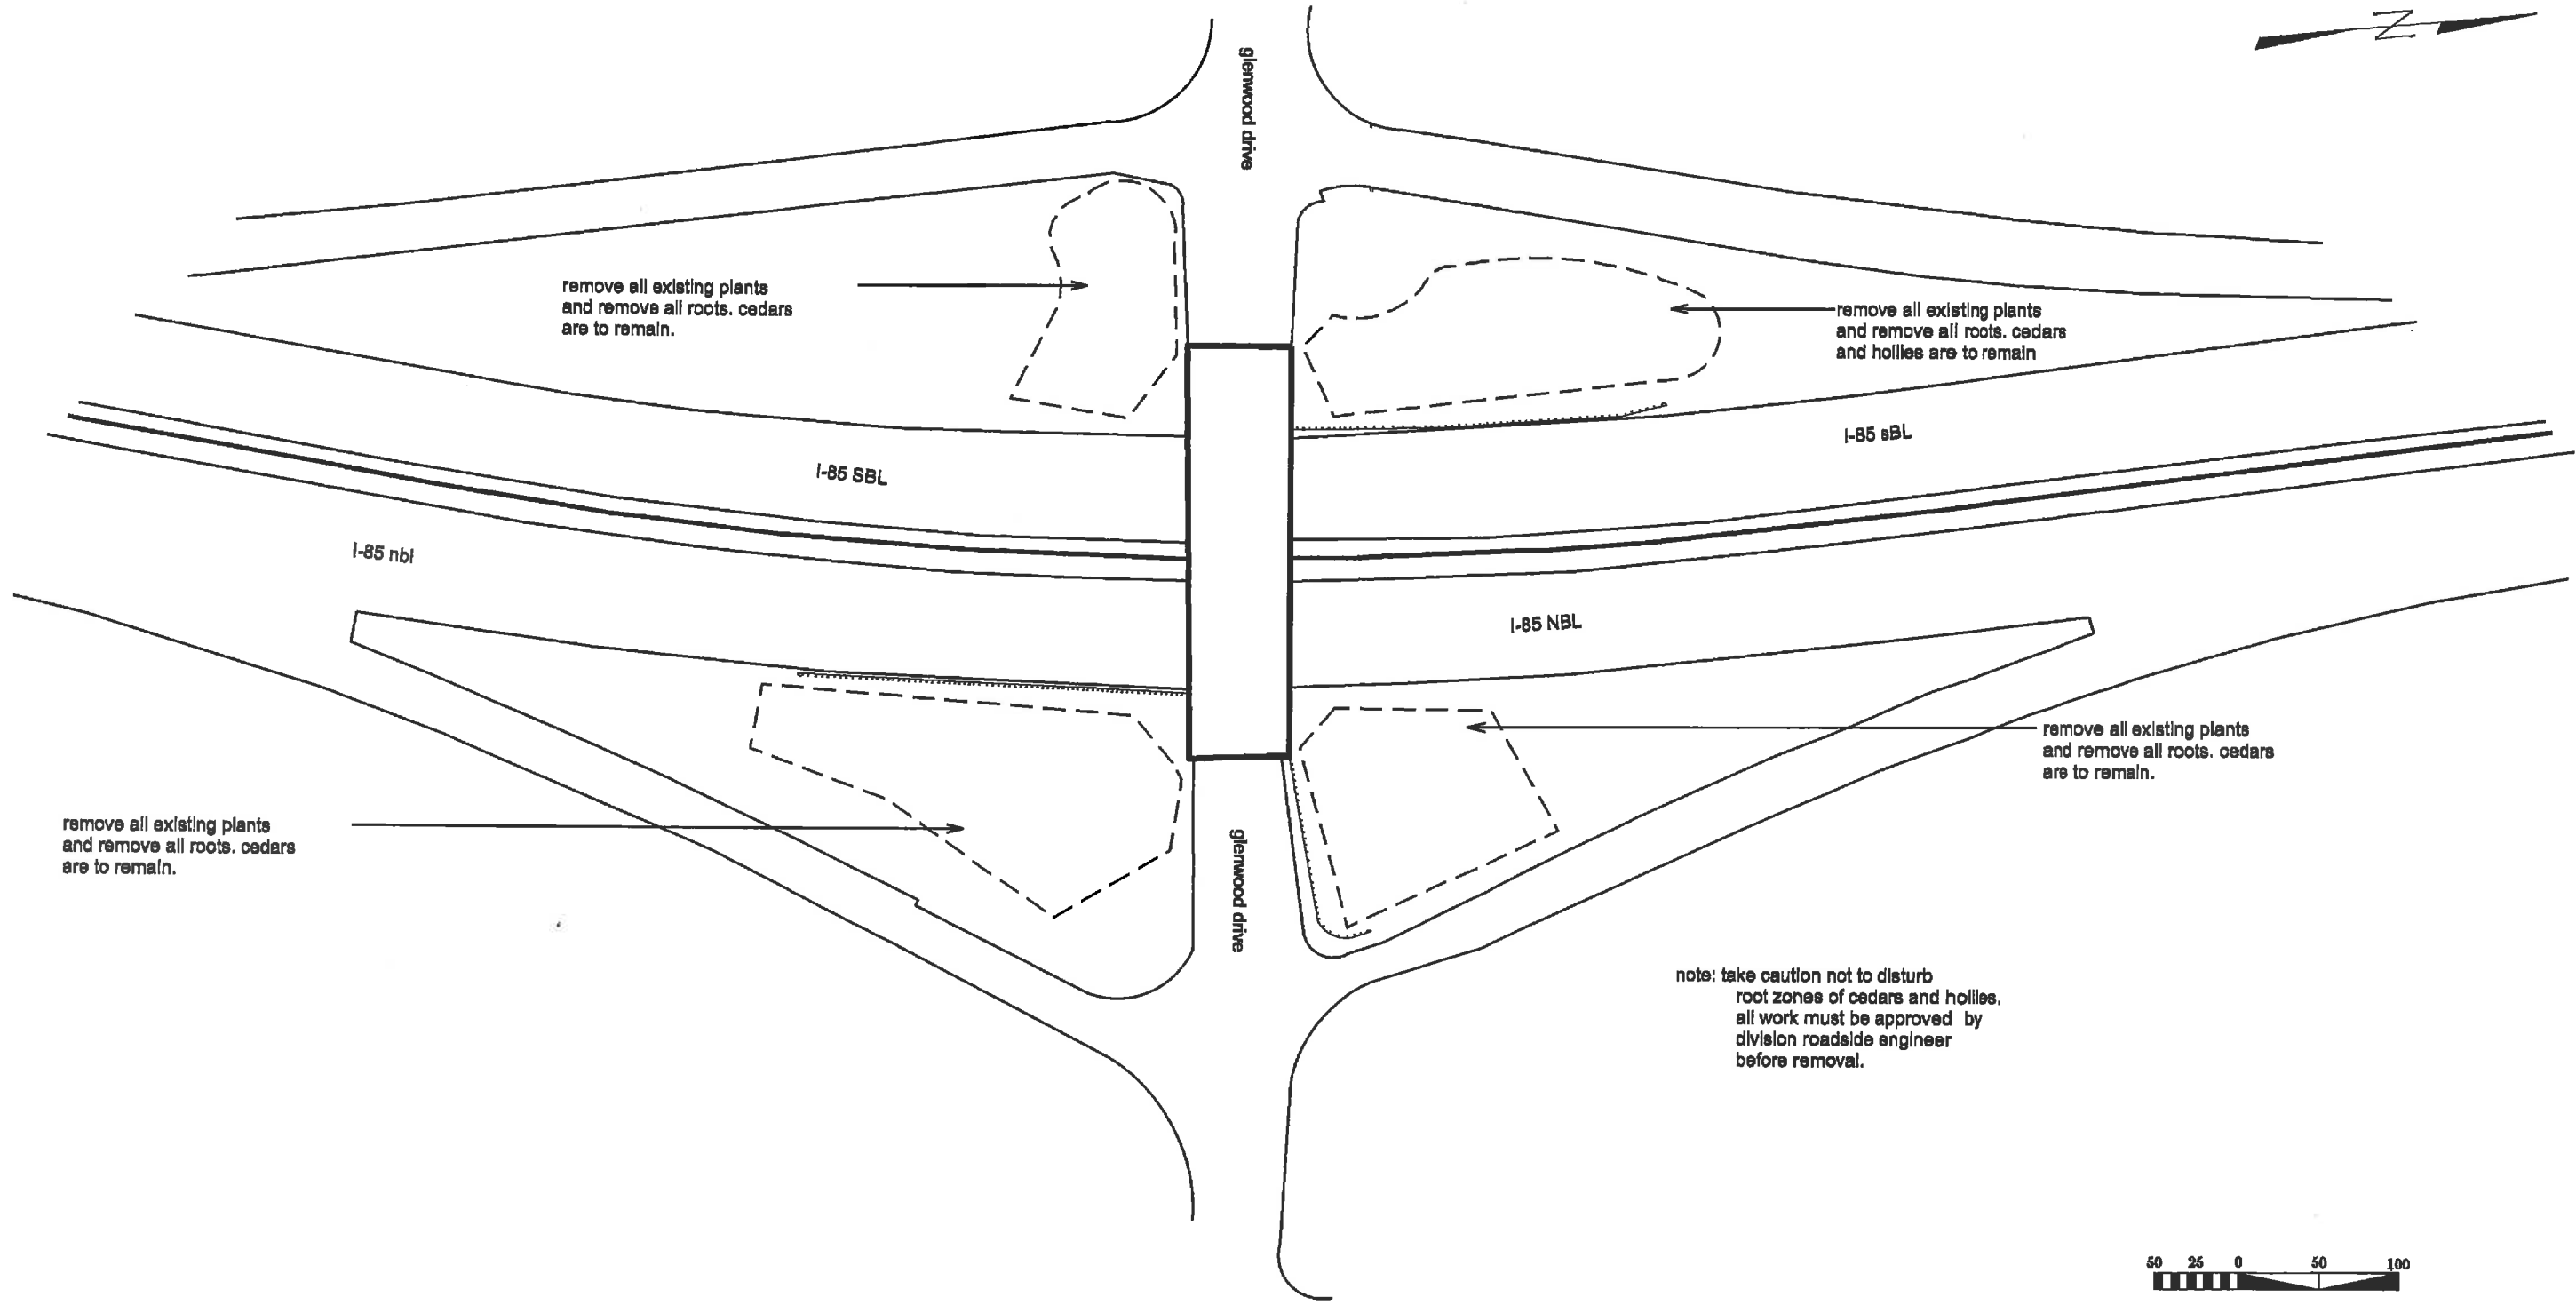 glenwood drive
N
remove all existing plants
and remove all roots. cedars
are to remain.
remove all existing plants
and remove all roots. cedars
and hollies are to remain
I-85 SBL
I-85 sBL
I-85 nbl
I-85 NBL
remove all existing plants
and remove all roots. cedars
are to remain.
remove all existing plants
and remove all roots. cedars
are to remain.
glenwood drive
note: take caution not to disturb
root zones of cedars and hollies.
all work must be approved by
division roadside engineer
before removal.
50 25 0 50 100